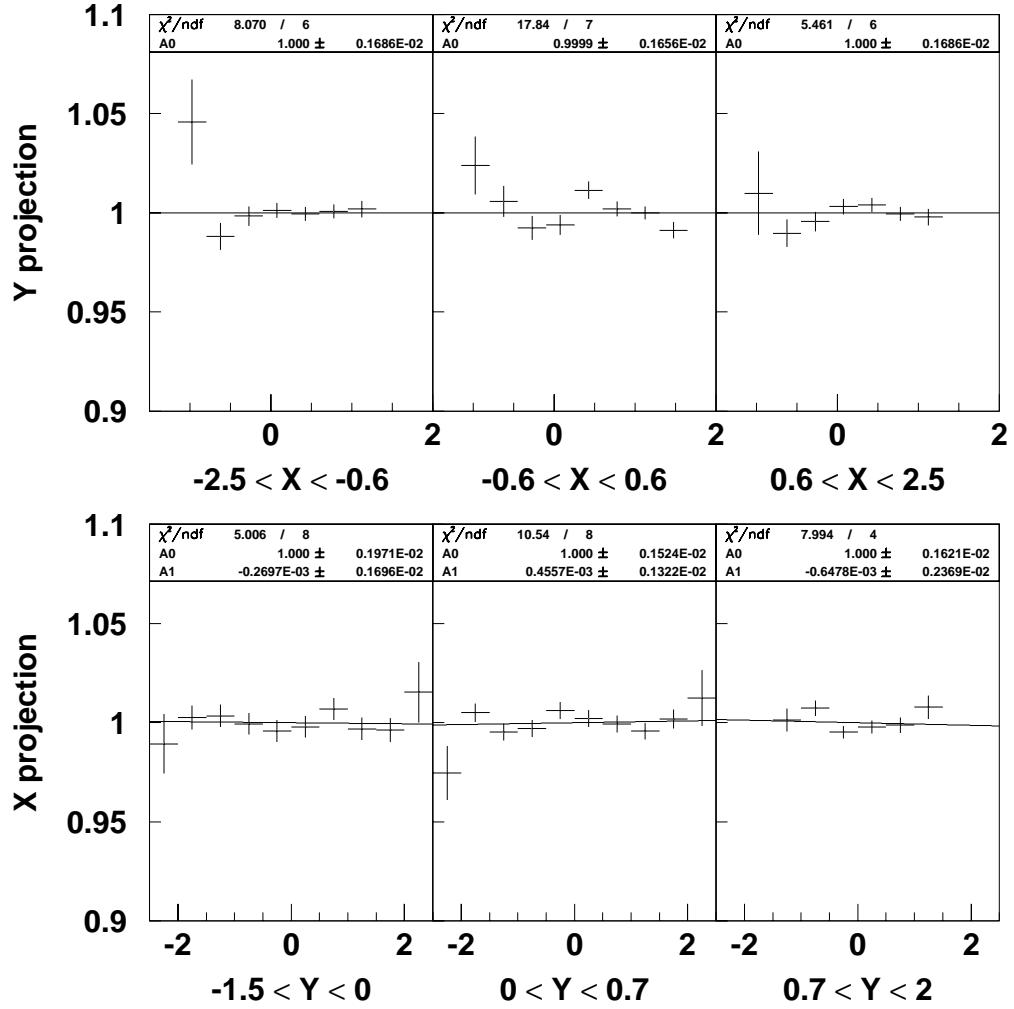 χ²/ndf 8.070 / 6
A0 1.000 ± 0.1686E-02
χ²/ndf 17.84 / 7
A0 0.9999 ± 0.1656E-02
χ²/ndf 5.461 / 6
A0 1.000 ± 0.1686E-02
Y projection
1.1
1.05
1
0.95
0.9
0 2 0 2 0 2
-2.5 < X < -0.6
-0.6 < X < 0.6
0.6 < X < 2.5
χ²/ndf 5.006 / 8
A0 1.000 ± 0.1971E-02
A1 -0.2697E-03 ± 0.1696E-02
χ²/ndf 10.54 / 8
A0 1.000 ± 0.1524E-02
A1 0.4557E-03 ± 0.1322E-02
χ²/ndf 7.994 / 4
A0 1.000 ± 0.1621E-02
A1 -0.6478E-03 ± 0.2369E-02
X projection
1.1
1.05
1
0.95
0.9
-2 0 2 -2 0 2 -2 0 2
-1.5 < Y < 0
0 < Y < 0.7
0.7 < Y < 2